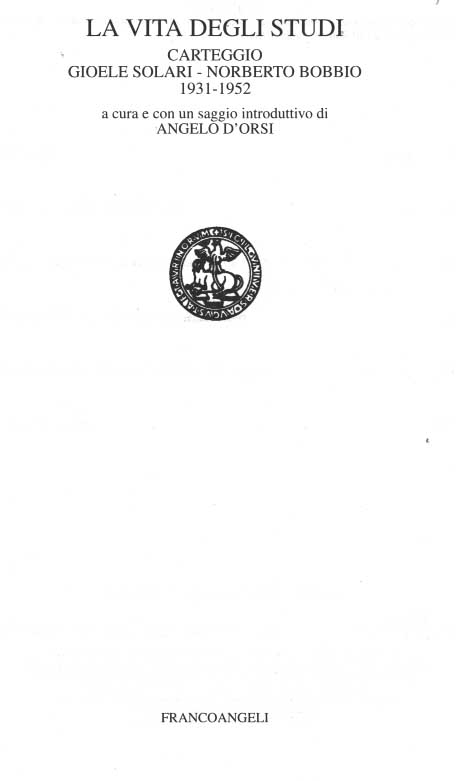 LA VITA DEGLI STUDI
CARTEGGIO
GIOELE SOLARI - NORBERTO BOBBIO
1931-1952
a cura e con un saggio introduttivo di
ANGELO D'ORSI
FRANCOANGELI